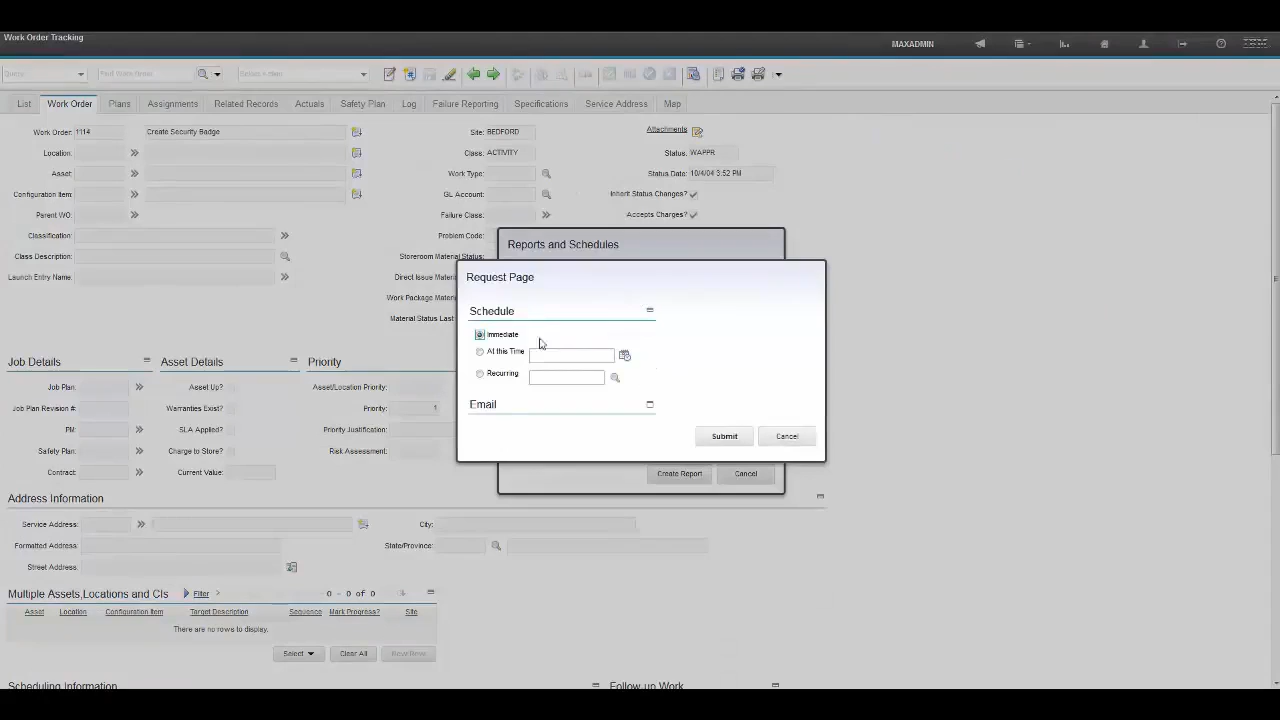 Work Order Tracking
MAXADMIN
IBM
Find Work Order
Select Action
List Work Order Plans Assignments Related Records Actuals Safety Plan Log Failure Reporting Specifications Service Address Map
Work Order: 1114 Create Security Badge Site: BEDFORD Attachments
Location: Class: ACTIVITY Status: WAPPR
Asset: Work Type: Status Date: 10/4/04 3:52 PM
Configuration Item: GL Account: Inherit Status Changes?
Parent WO: Failure Class: Accepts Charges?
Classification: Problem Code:
Class Description: Storeroom Material Status:
Launch Entry Name: Direct Issue Materia
Work Package Materia
Material Status Last
Reports and Schedules
Request Page
Schedule
Immediate
At this Time
Recurring
Email
Submit Cancel
Create Report Cancel
Job Details Asset Details Priority
Job Plan: Asset Up? Asset/Location Priority:
Job Plan Revision #: Warranties Exist? Priority: 1
PM: SLA Applied? Priority Justification:
Safety Plan: Charge to Store? Risk Assessment:
Contract: Current Value:
Address Information
Service Address: City:
Formatted Address: State/Province:
Street Address:
Multiple Assets,Locations and CIs Filter 0 - 0 of 0
Asset Location Configuration Item Target Description Sequence Mark Progress? Site
There are no rows to display.
Select Clear All New Row
Scheduling Information Follow-up Work